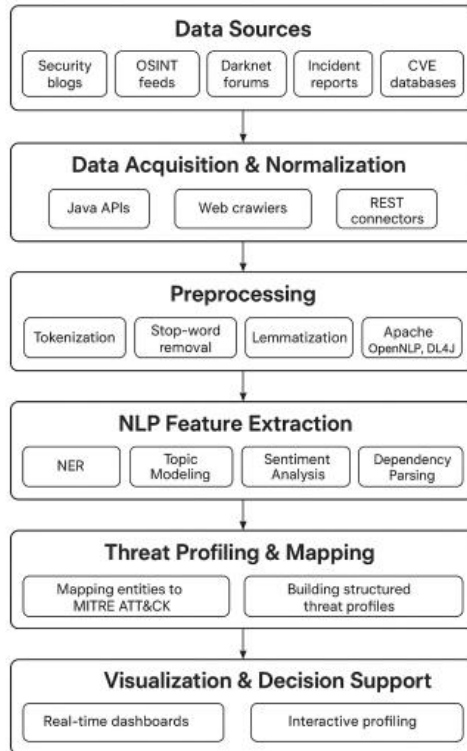 Data Sources
Security
blogs
OSINT
feeds
Darknet
forums
Incident
reports
CVE
databases
Data Acquisition & Normalization
Java APIs
Web crawiers
REST
connectors
Preprocessing
Tokenization
Stop-word
removal
Lemmatization
Apache
OpenNLP, DL4J
NLP Feature Extraction
NER
Topic
Modeling
Sentiment
Analysis
Dependency
Parsing
Threat Profiling & Mapping
Mapping entities to
MITRE ATT&CK
Building structured
threat profiles
Visualization & Decision Support
Real-time dashboards
Interactive profiling